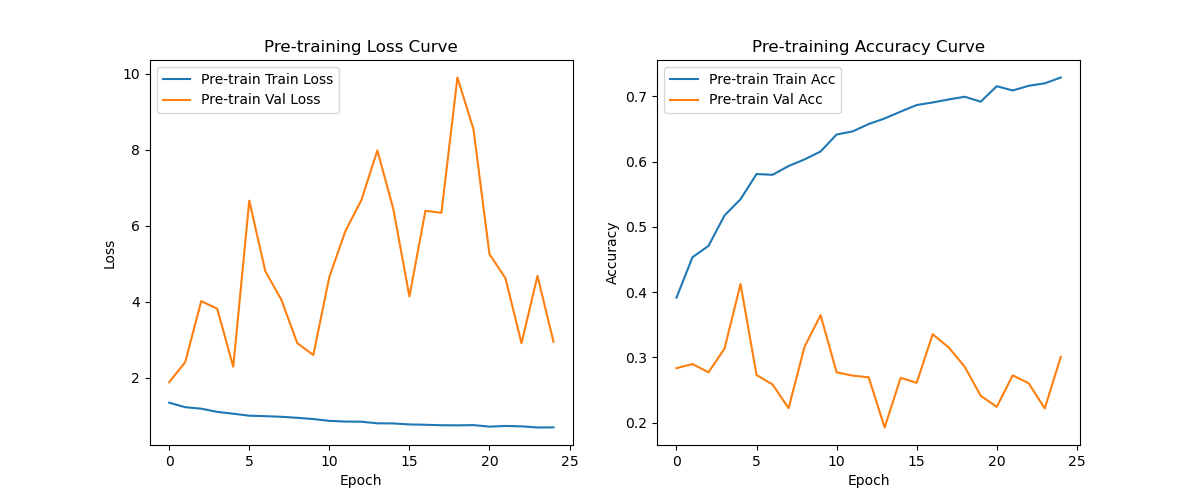 Pre-training Loss Curve
Pre-train Train Loss
Pre-train Val Loss
10
8
6
4
2
Loss
0 5 10 15 20 25
Epoch
Pre-training Accuracy Curve
Pre-train Train Acc
Pre-train Val Acc
0.7
0.6
0.5
0.4
0.3
0.2
Accuracy
0 5 10 15 20 25
Epoch